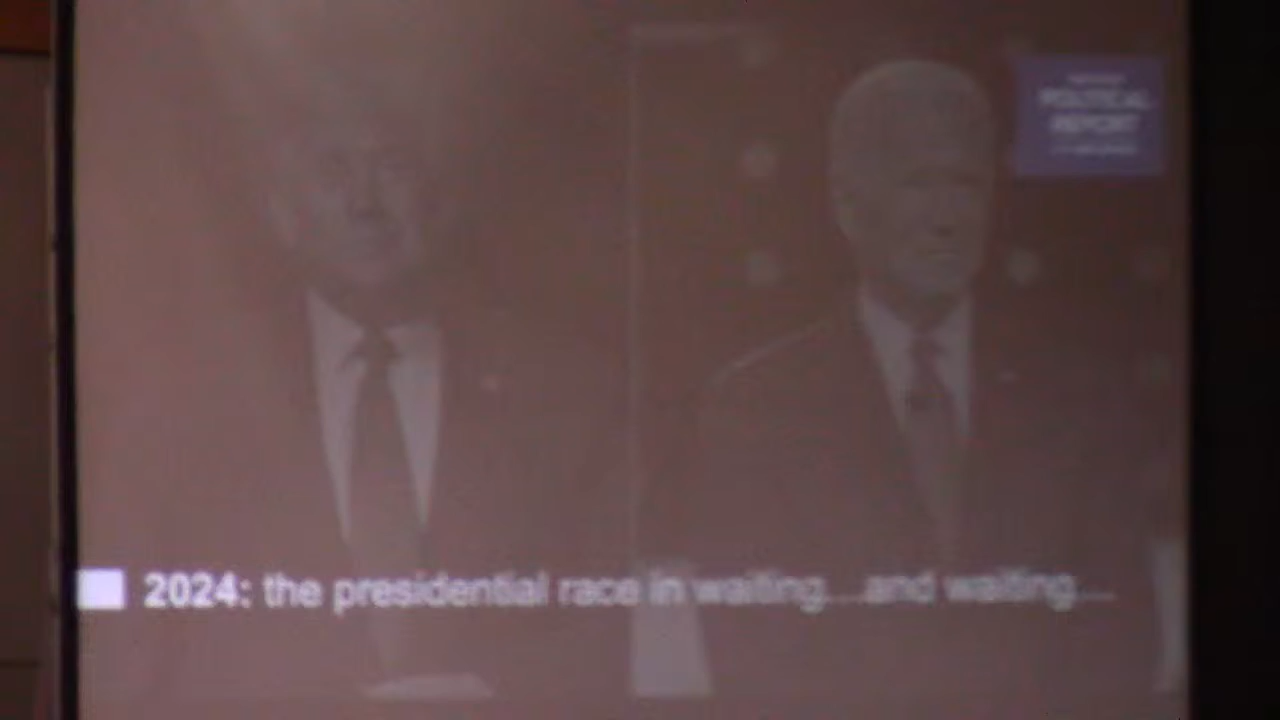 POLITICAL
REPORT
2024: the presidential race in waiting....and waiting....